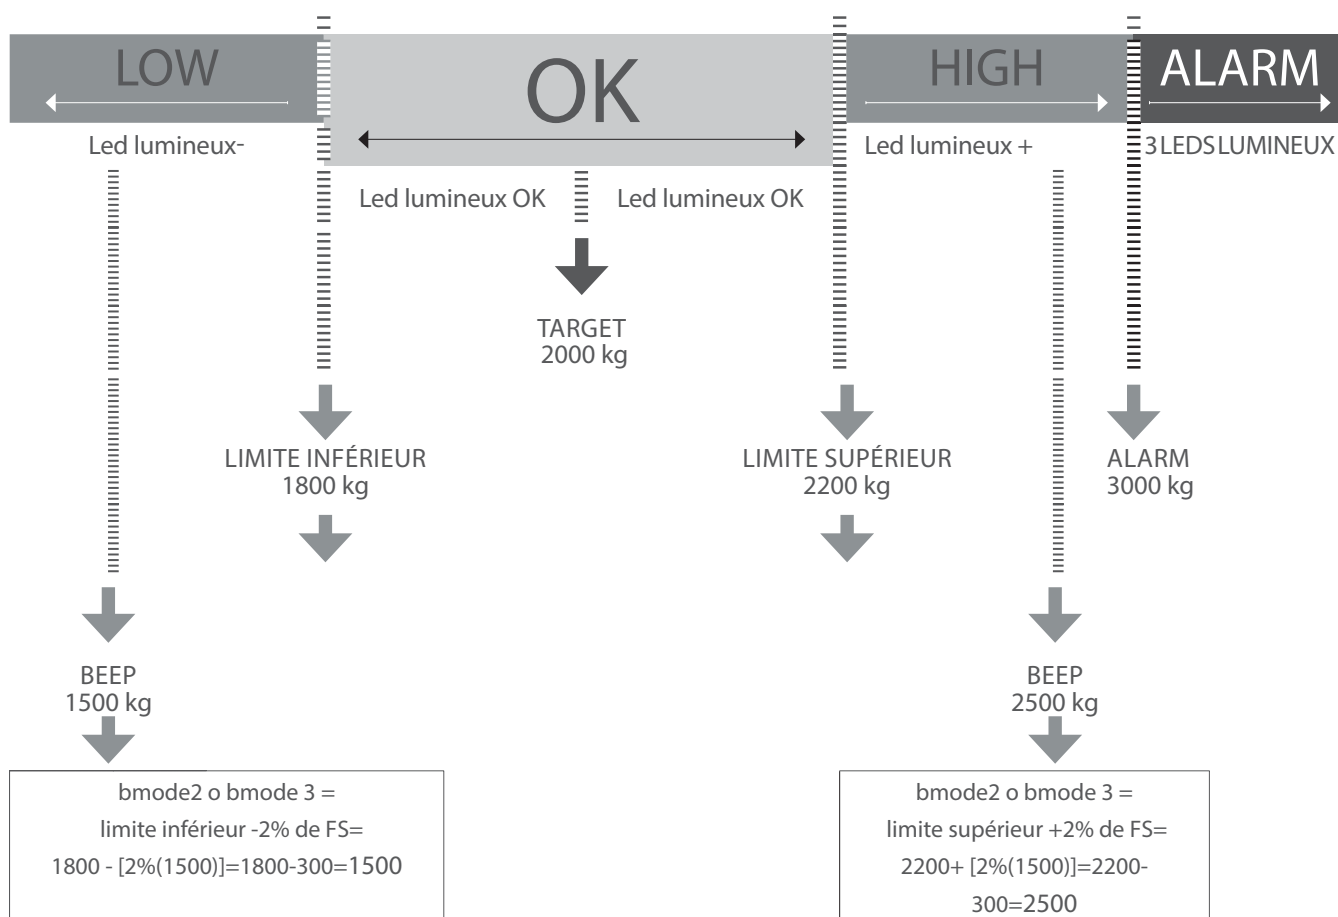 LOW
OK
HIGH
ALARM
Led lumineux-
Led lumineux +
3 LEDS LUMINEUX
Led lumineux OK
Led lumineux OK
TARGET
2000 kg
LIMITE INFÉRIEUR
1800 kg
LIMITE SUPÉRIEUR
2200 kg
ALARM
3000 kg
BEEP
1500 kg
BEEP
2500 kg
bmode2 o bmode 3 =
limite inférieur -2% de FS=
1800 - [2%(1500)]=1800-300=1500
bmode2 o bmode 3 =
limite supérieur +2% de FS=
2200+ [2%(1500)]=2200-
300=2500